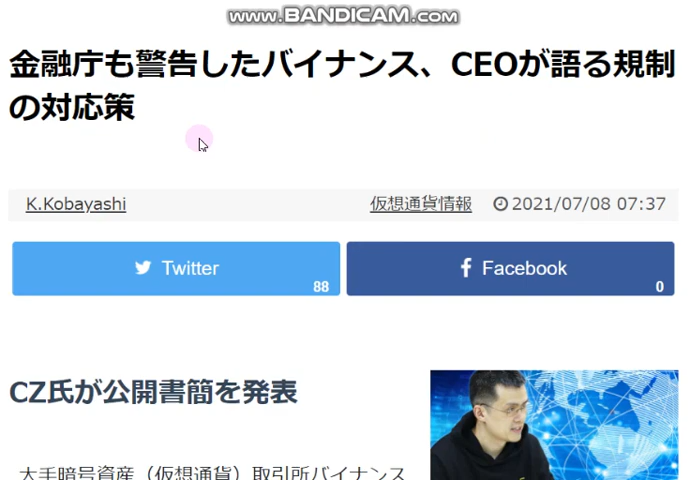 www.BANDICAM.com
金融庁も警告したバイナンス、CEOが語る規制
の対応策
K.Kobayashi 仮想通貨情報 2021/07/08 07:37
Twitter 88 Facebook 0
CZ氏が公開書簡を発表
大手暗号資産（仮想通貨）取引所バイナンス